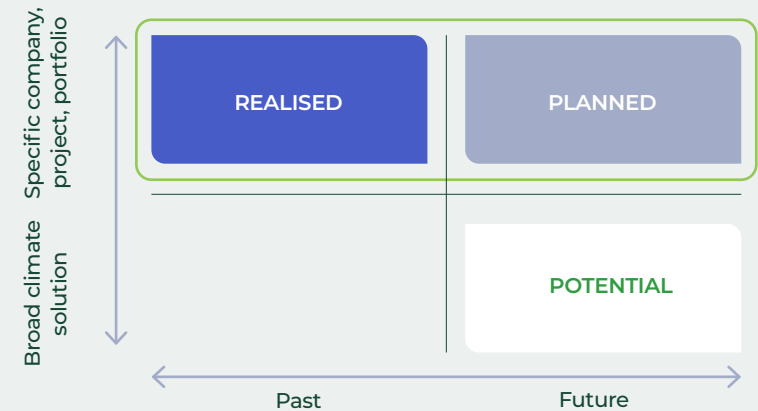 Specific company,
project, portfolio
REALISED
PLANNED
Broad climate
solution
POTENTIAL
Past
Future